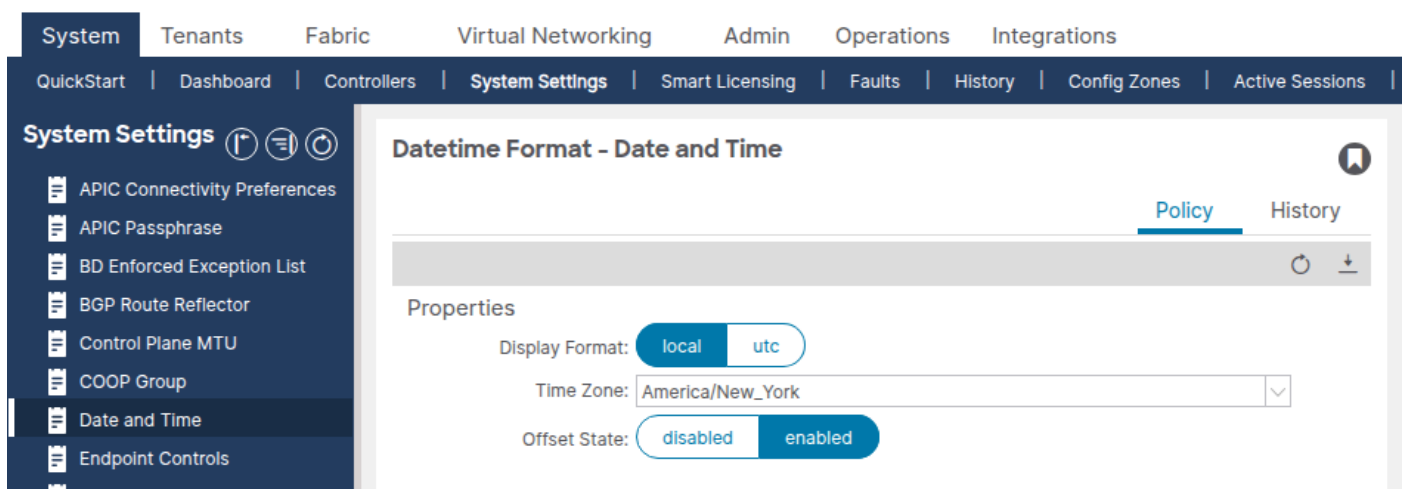 System Tenants Fabric Virtual Networking Admin Operations Integrations
QuickStart | Dashboard | Controllers | System Settings | Smart Licensing | Faults | History | Config Zones | Active Sessions |
System Settings
APIC Connectivity Preferences
APIC Passphrase
BD Enforced Exception List
BGP Route Reflector
Control Plane MTU
COOP Group
Date and Time
Endpoint Controls
Datetime Format - Date and Time
Policy History
Properties
Display Format: local utc
Time Zone: America/New_York
Offset State: disabled enabled